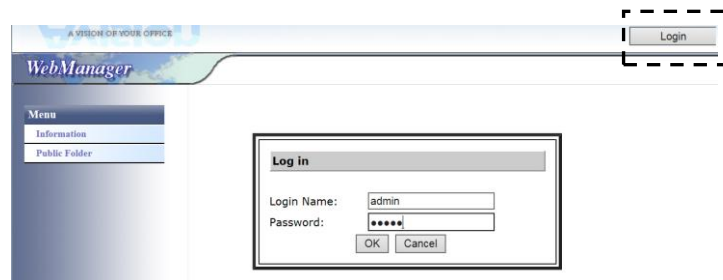 A VISION OF YOUR OFFICE
Login
WebManager
Menu
Information
Public Folder
Log in
Login Name: admin
Password: •••••
OK Cancel